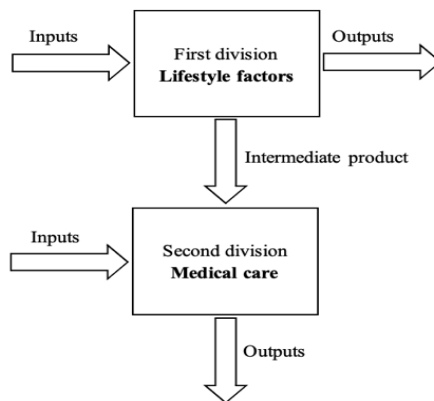 Inputs
First division
Lifestyle factors
Outputs
Intermediate product
Inputs
Second division
Medical care
Outputs